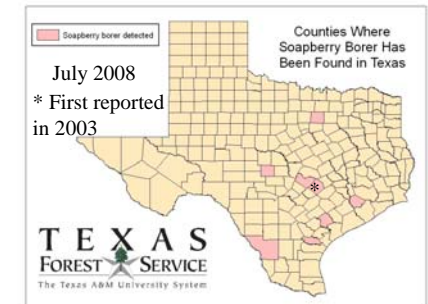 Soapberry borer detected
Counties Where
Soapberry Borer Has
Been Found in Texas
July 2008
* First reported
in 2003
*
TEXAS
FOREST SERVICE
The Texas A&M University System